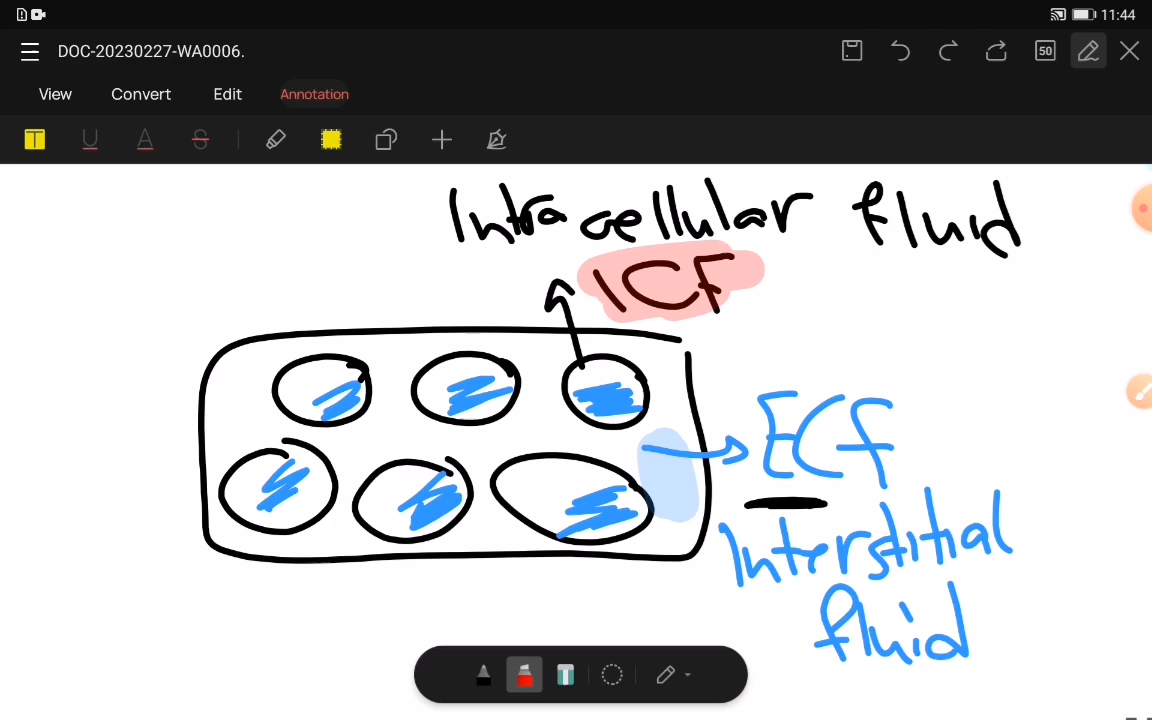 11:44
DOC-20230227-WA0006.
50
View Convert Edit Annotation
T U A S
Intracellular fluid
ICF
ECf
Interstitial
fluid